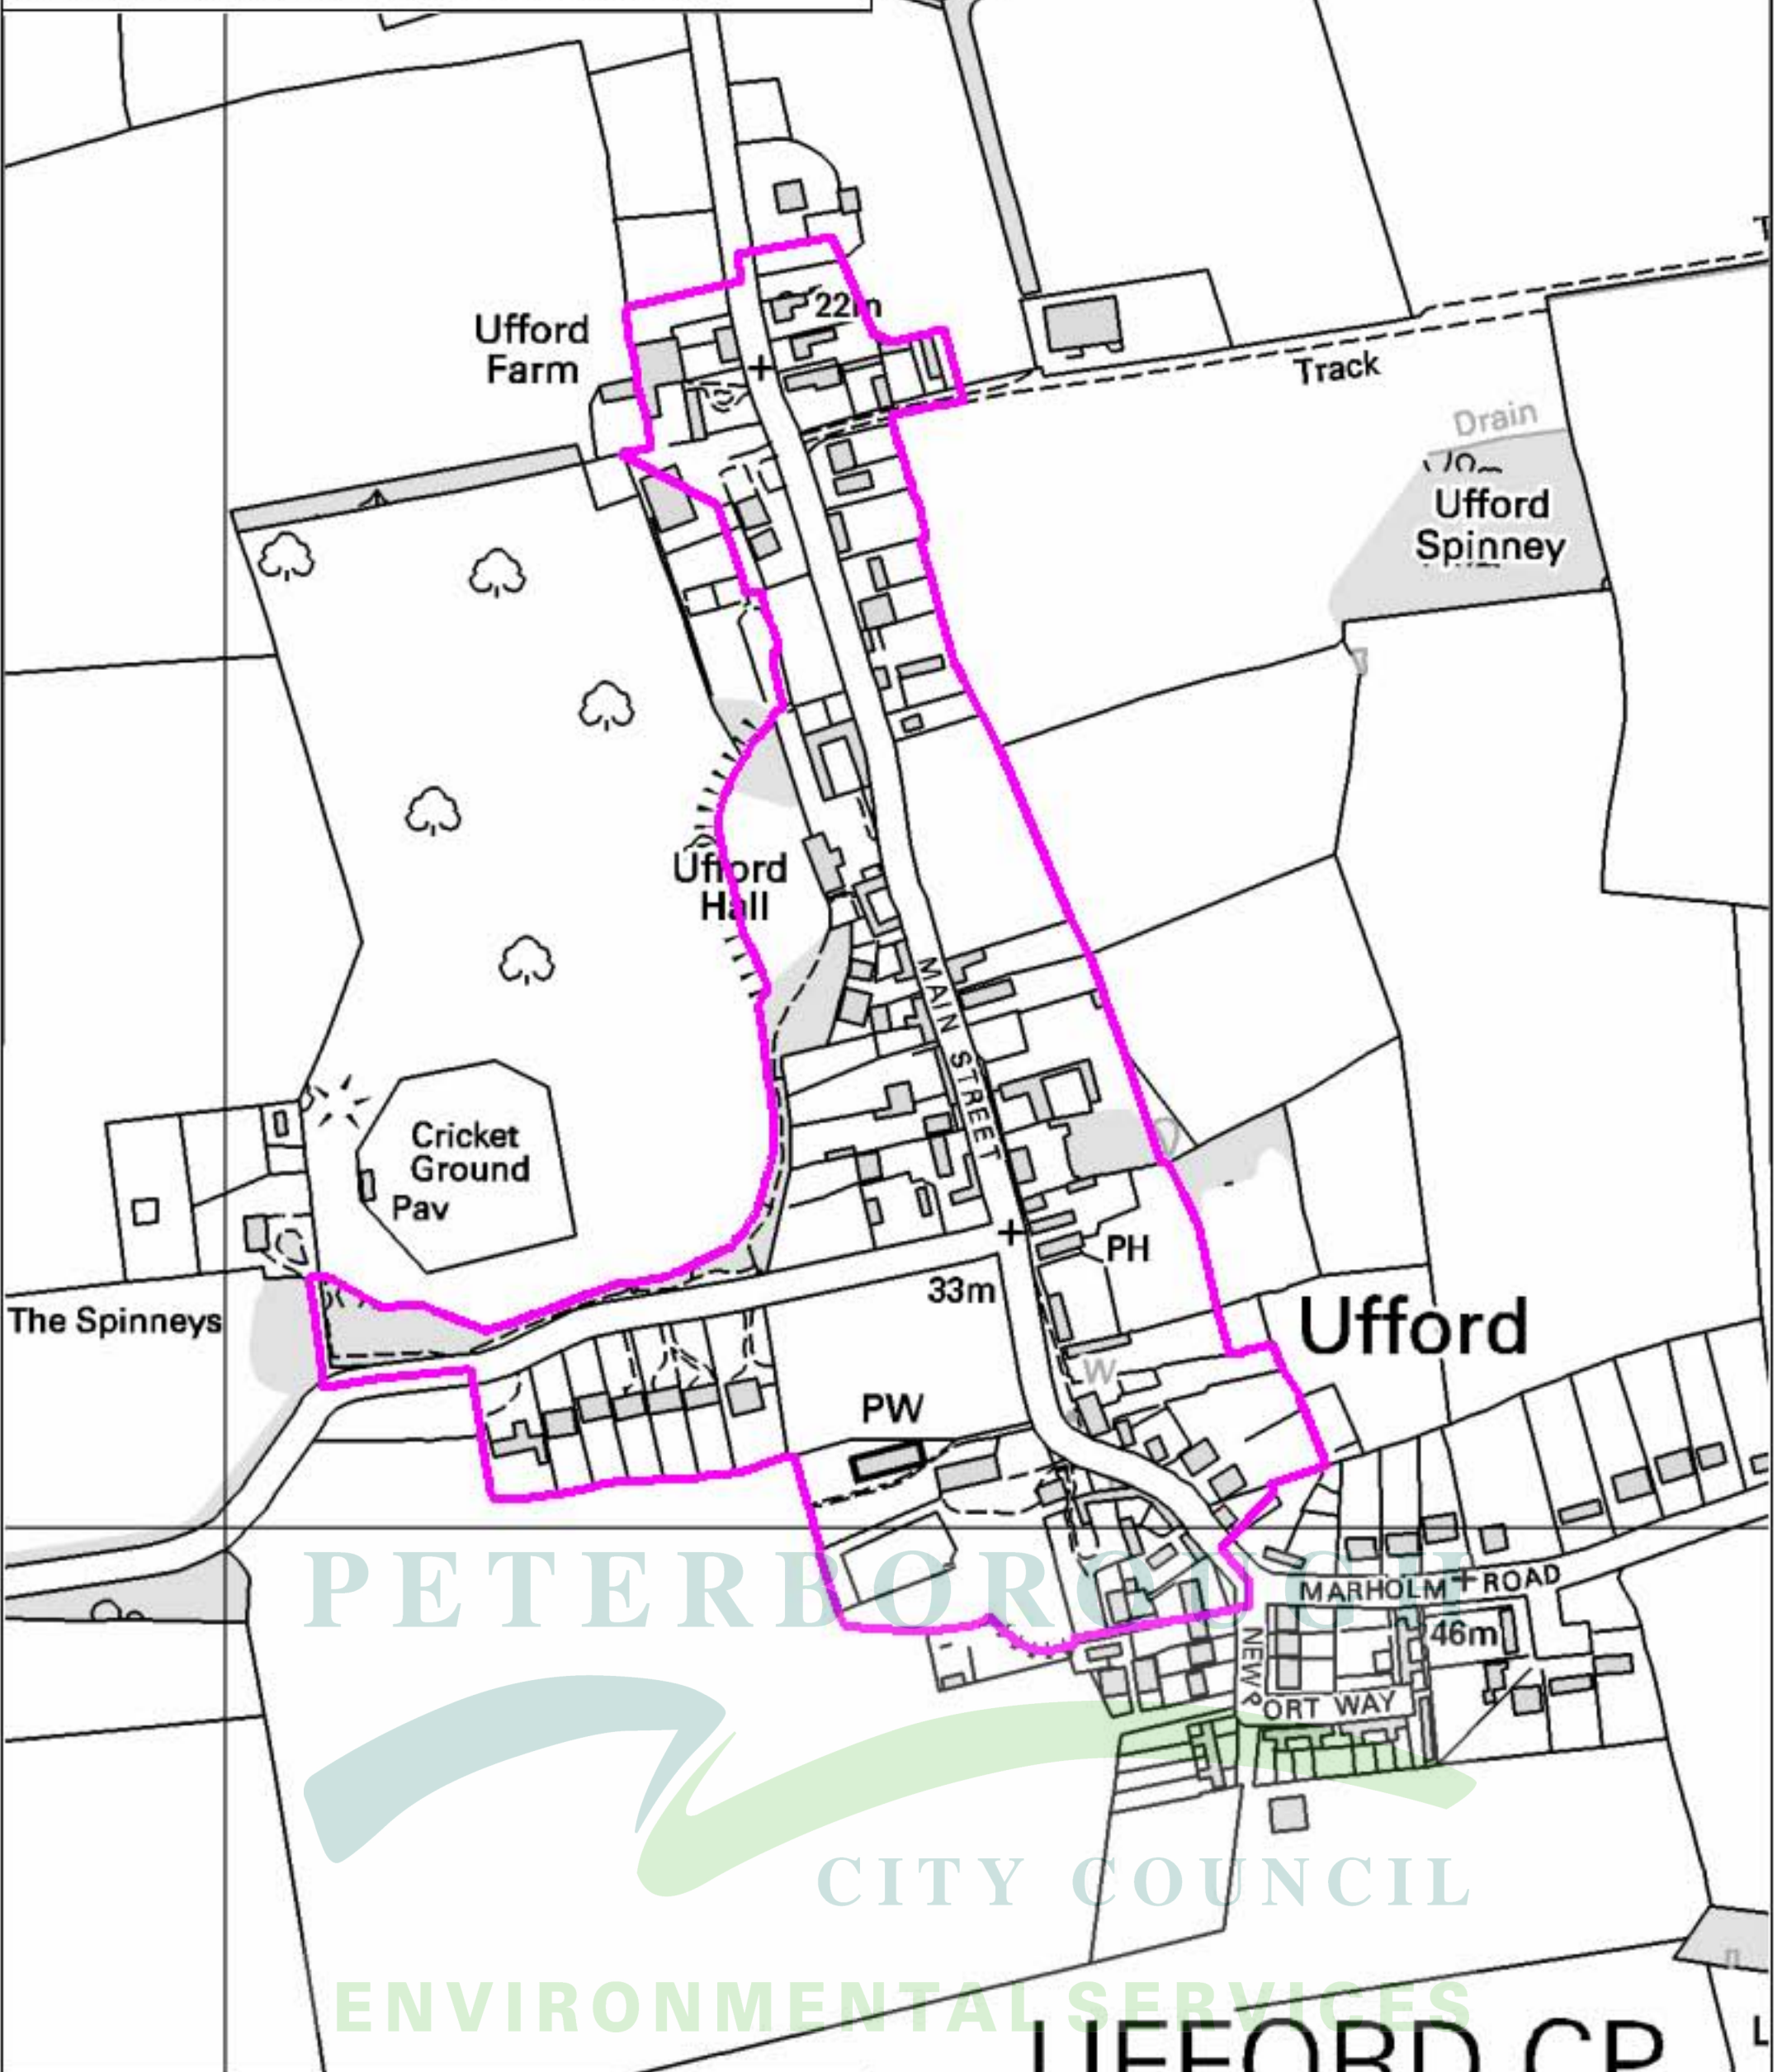 22m
Ufford
Farm
Track
Drain
Ufford
Spinney
Ufford
Hall
MAIN STREET
Cricket
Ground
Pav
PH
33m
The Spinneys
Ufford
W
PW
PETERBOROUGH
MARHOLM ROAD
46m
NEWPORT WAY
CITY COUNCIL
ENVIRONMENTAL SERVICES
UFFORD CP